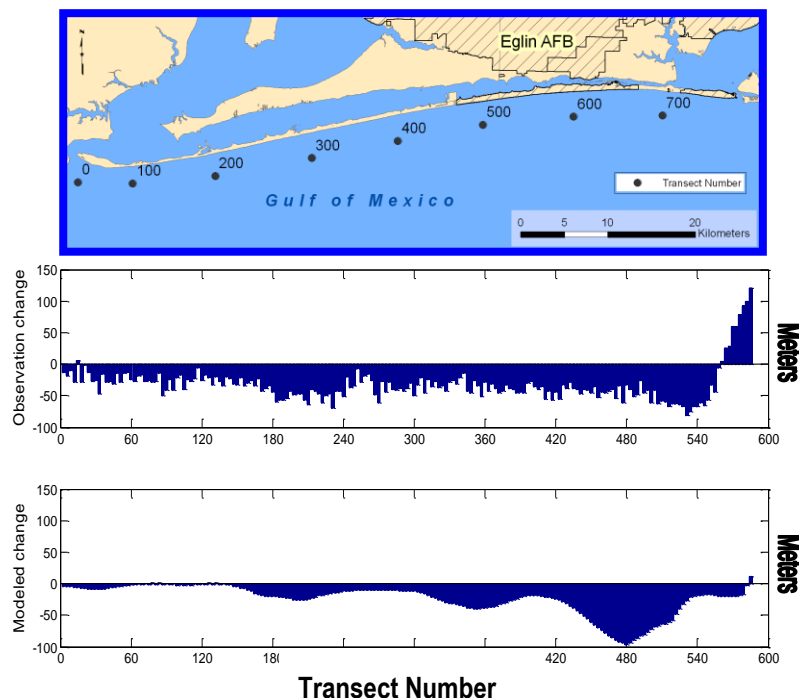 Eglin AFB
0
100
200
300
400
500
600
700
Transect Number
Gulf of Mexico
0 5 10 20
Kilometers
Observation change
150
100
50
0
-50
-100
0 60 120 180 240 300 360 420 480 540 600
Meters
Modeled change
150
100
50
0
-50
-100
0 60 120 180 420 480 540 600
Meters
Transect Number